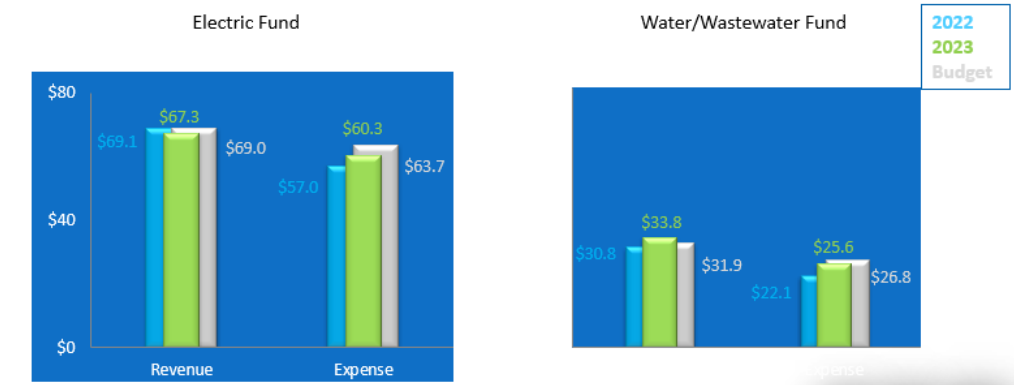 Electric Fund
Water/Wastewater Fund
2022
2023
Budget
$80
$40
$0
$69.1
$67.3
$69.0
$57.0
$60.3
$63.7
Revenue
Expense
$30.8
$33.8
$31.9
$22.1
$25.6
$26.8
Expense